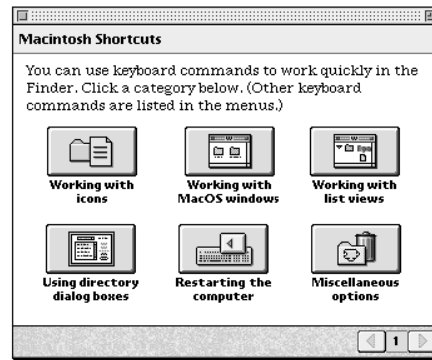 Macintosh Shortcuts
You can use keyboard commands to work quickly in the
Finder. Click a category below. (Other keyboard
commands are listed in the menus.)
Working with
icons
Working with
MacOS windows
Working with
list views
Using directory
dialog boxes
Restarting the
computer
Miscellaneous
options
1